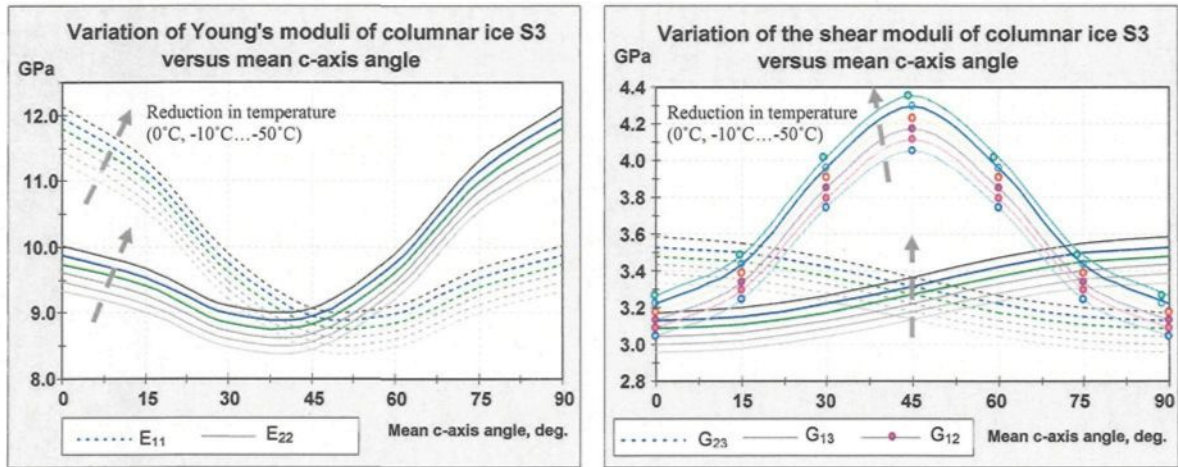 Variation of Young's moduli of columnar ice S3
versus mean c-axis angle
GPa
12.0
11.0
10.0
9.0
8.0
Reduction in temperature
(0°C, -10°C...-50°C)
0 15 30 45 60 75 90
E11 E22 Mean c-axis angle, deg.
Variation of the shear moduli of columnar ice S3
versus mean c-axis angle
GPa
4.4
4.2
4.0
3.8
3.6
3.4
3.2
3.0
2.8
Reduction in temperature
(0°C, -10°C...-50°C)
0 15 30 45 60 75 90
G23 G13 G12 Mean c-axis angle, deg.